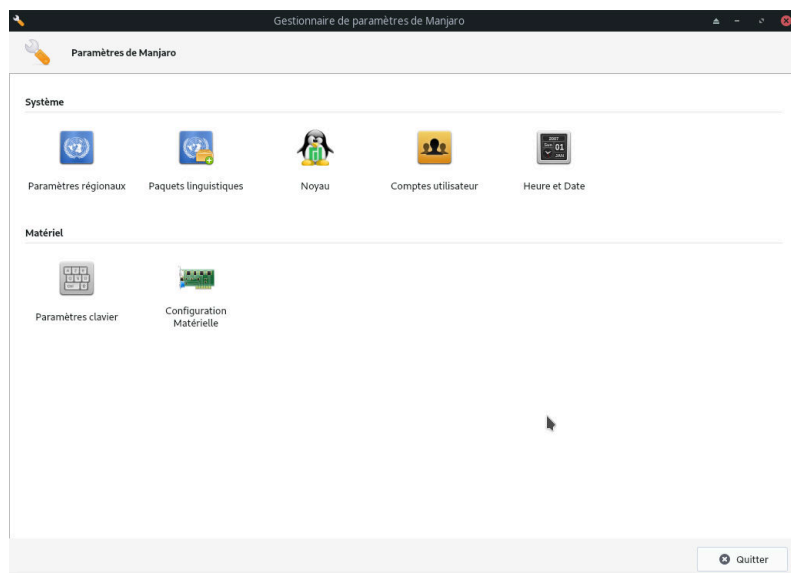 Gestionnaire de paramètres de Manjaro
Paramètres de Manjaro
Système
Paramètres régionaux
Paquets linguistiques
Noyau
Comptes utilisateur
Heure et Date
Matériel
Paramètres clavier
Configuration
Matérielle
Quitter